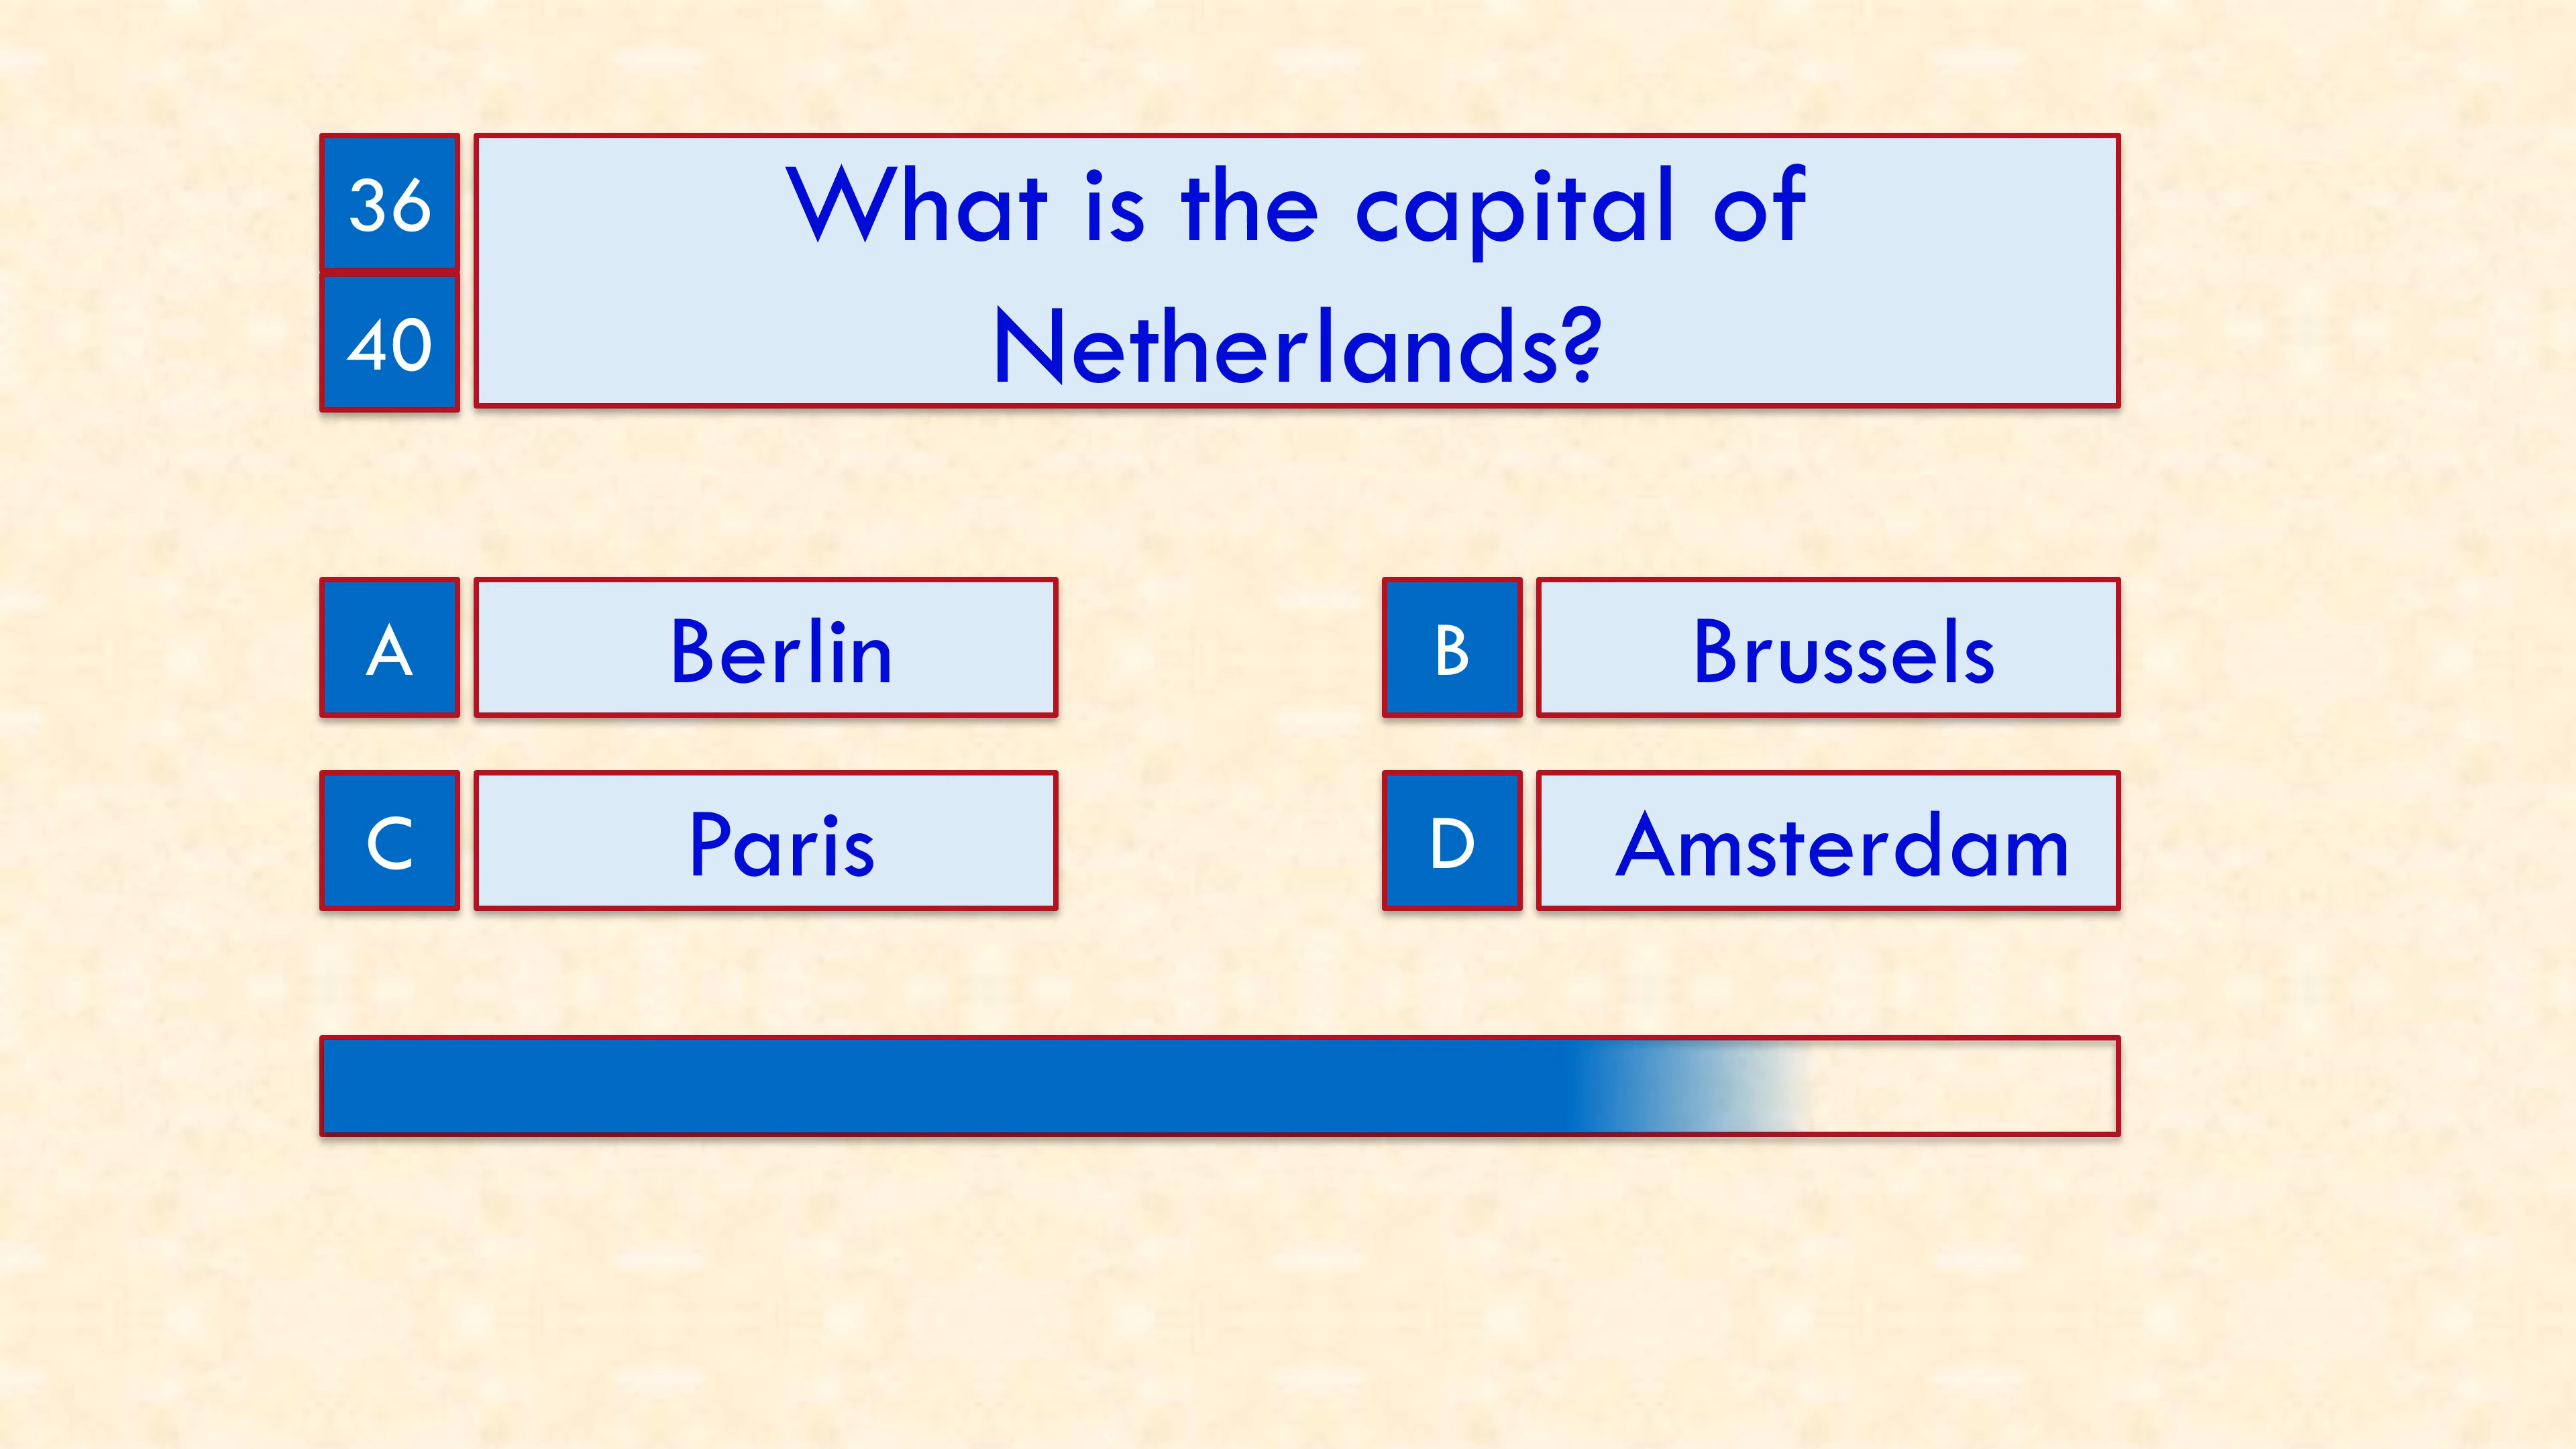 36
40
What is the capital of
Netherlands?
A
Berlin
B
Brussels
C
Paris
D
Amsterdam